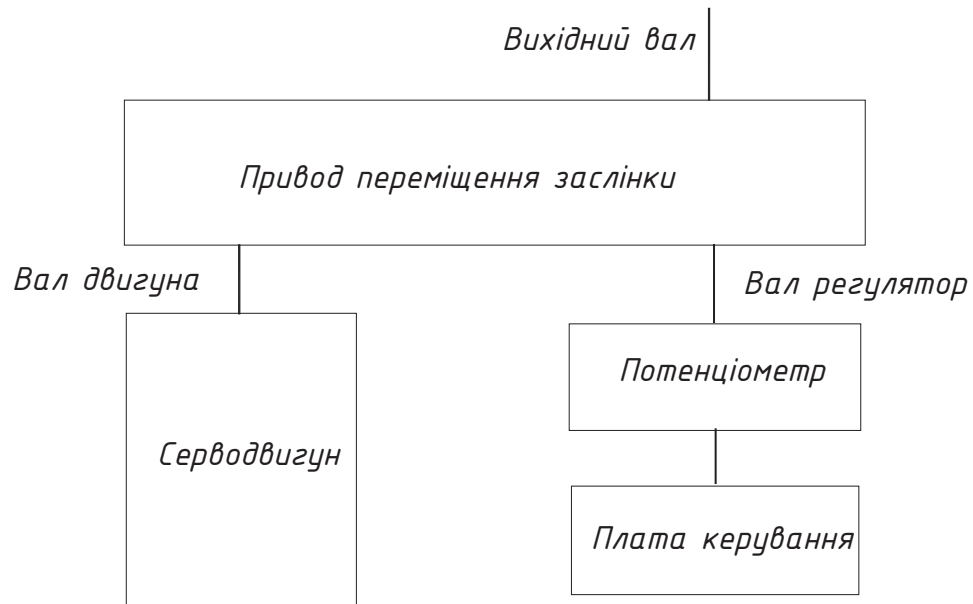 Вихідний вал
Привод переміщення заслінки
Вал двигуна
Вал регулятор
Потенціометр
Серводвигун
Плата керування